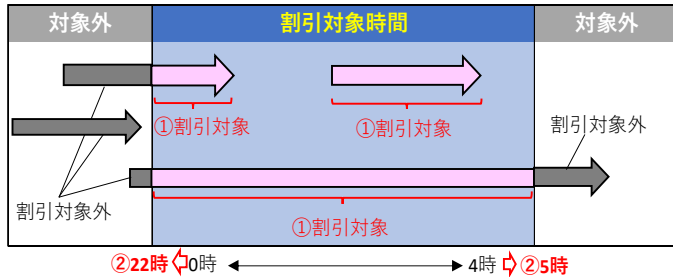 対象外 割引対象時間 対象外
①割引対象 ①割引対象
割引対象外
割引対象外
①割引対象
②22時 0時 4時 ②5時